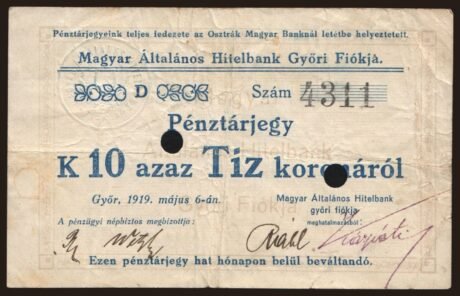 Pénztárjegyeink teljes fedezete az Osztrák Magyar Banknál letétbe helyeztetett.
Magyar Általános Hitelbank Győri Fiókja.
D Szám 4311
Pénztárjegy
K 10 azaz Tiz koronáról
Győr, 1919. május 6-án. Magyar Általános Hitelbank
győri fiókja
A pénzügyi népbiztos megbizottja: meghatalmazásból:
Ezen pénztárjegy hat hónapon belül beváltandó.